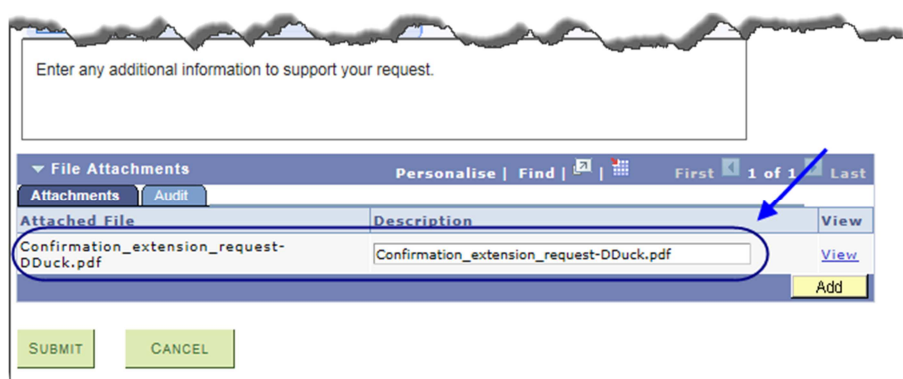 Enter any additional information to support your request.
File Attachments Personalise | Find | | First 1 of 1 Last
Attachments Audit
Attached File Description View
Confirmation_extension_request-
DDuck.pdf Confirmation_extension_request-DDuck.pdf View
Add
SUBMIT CANCEL